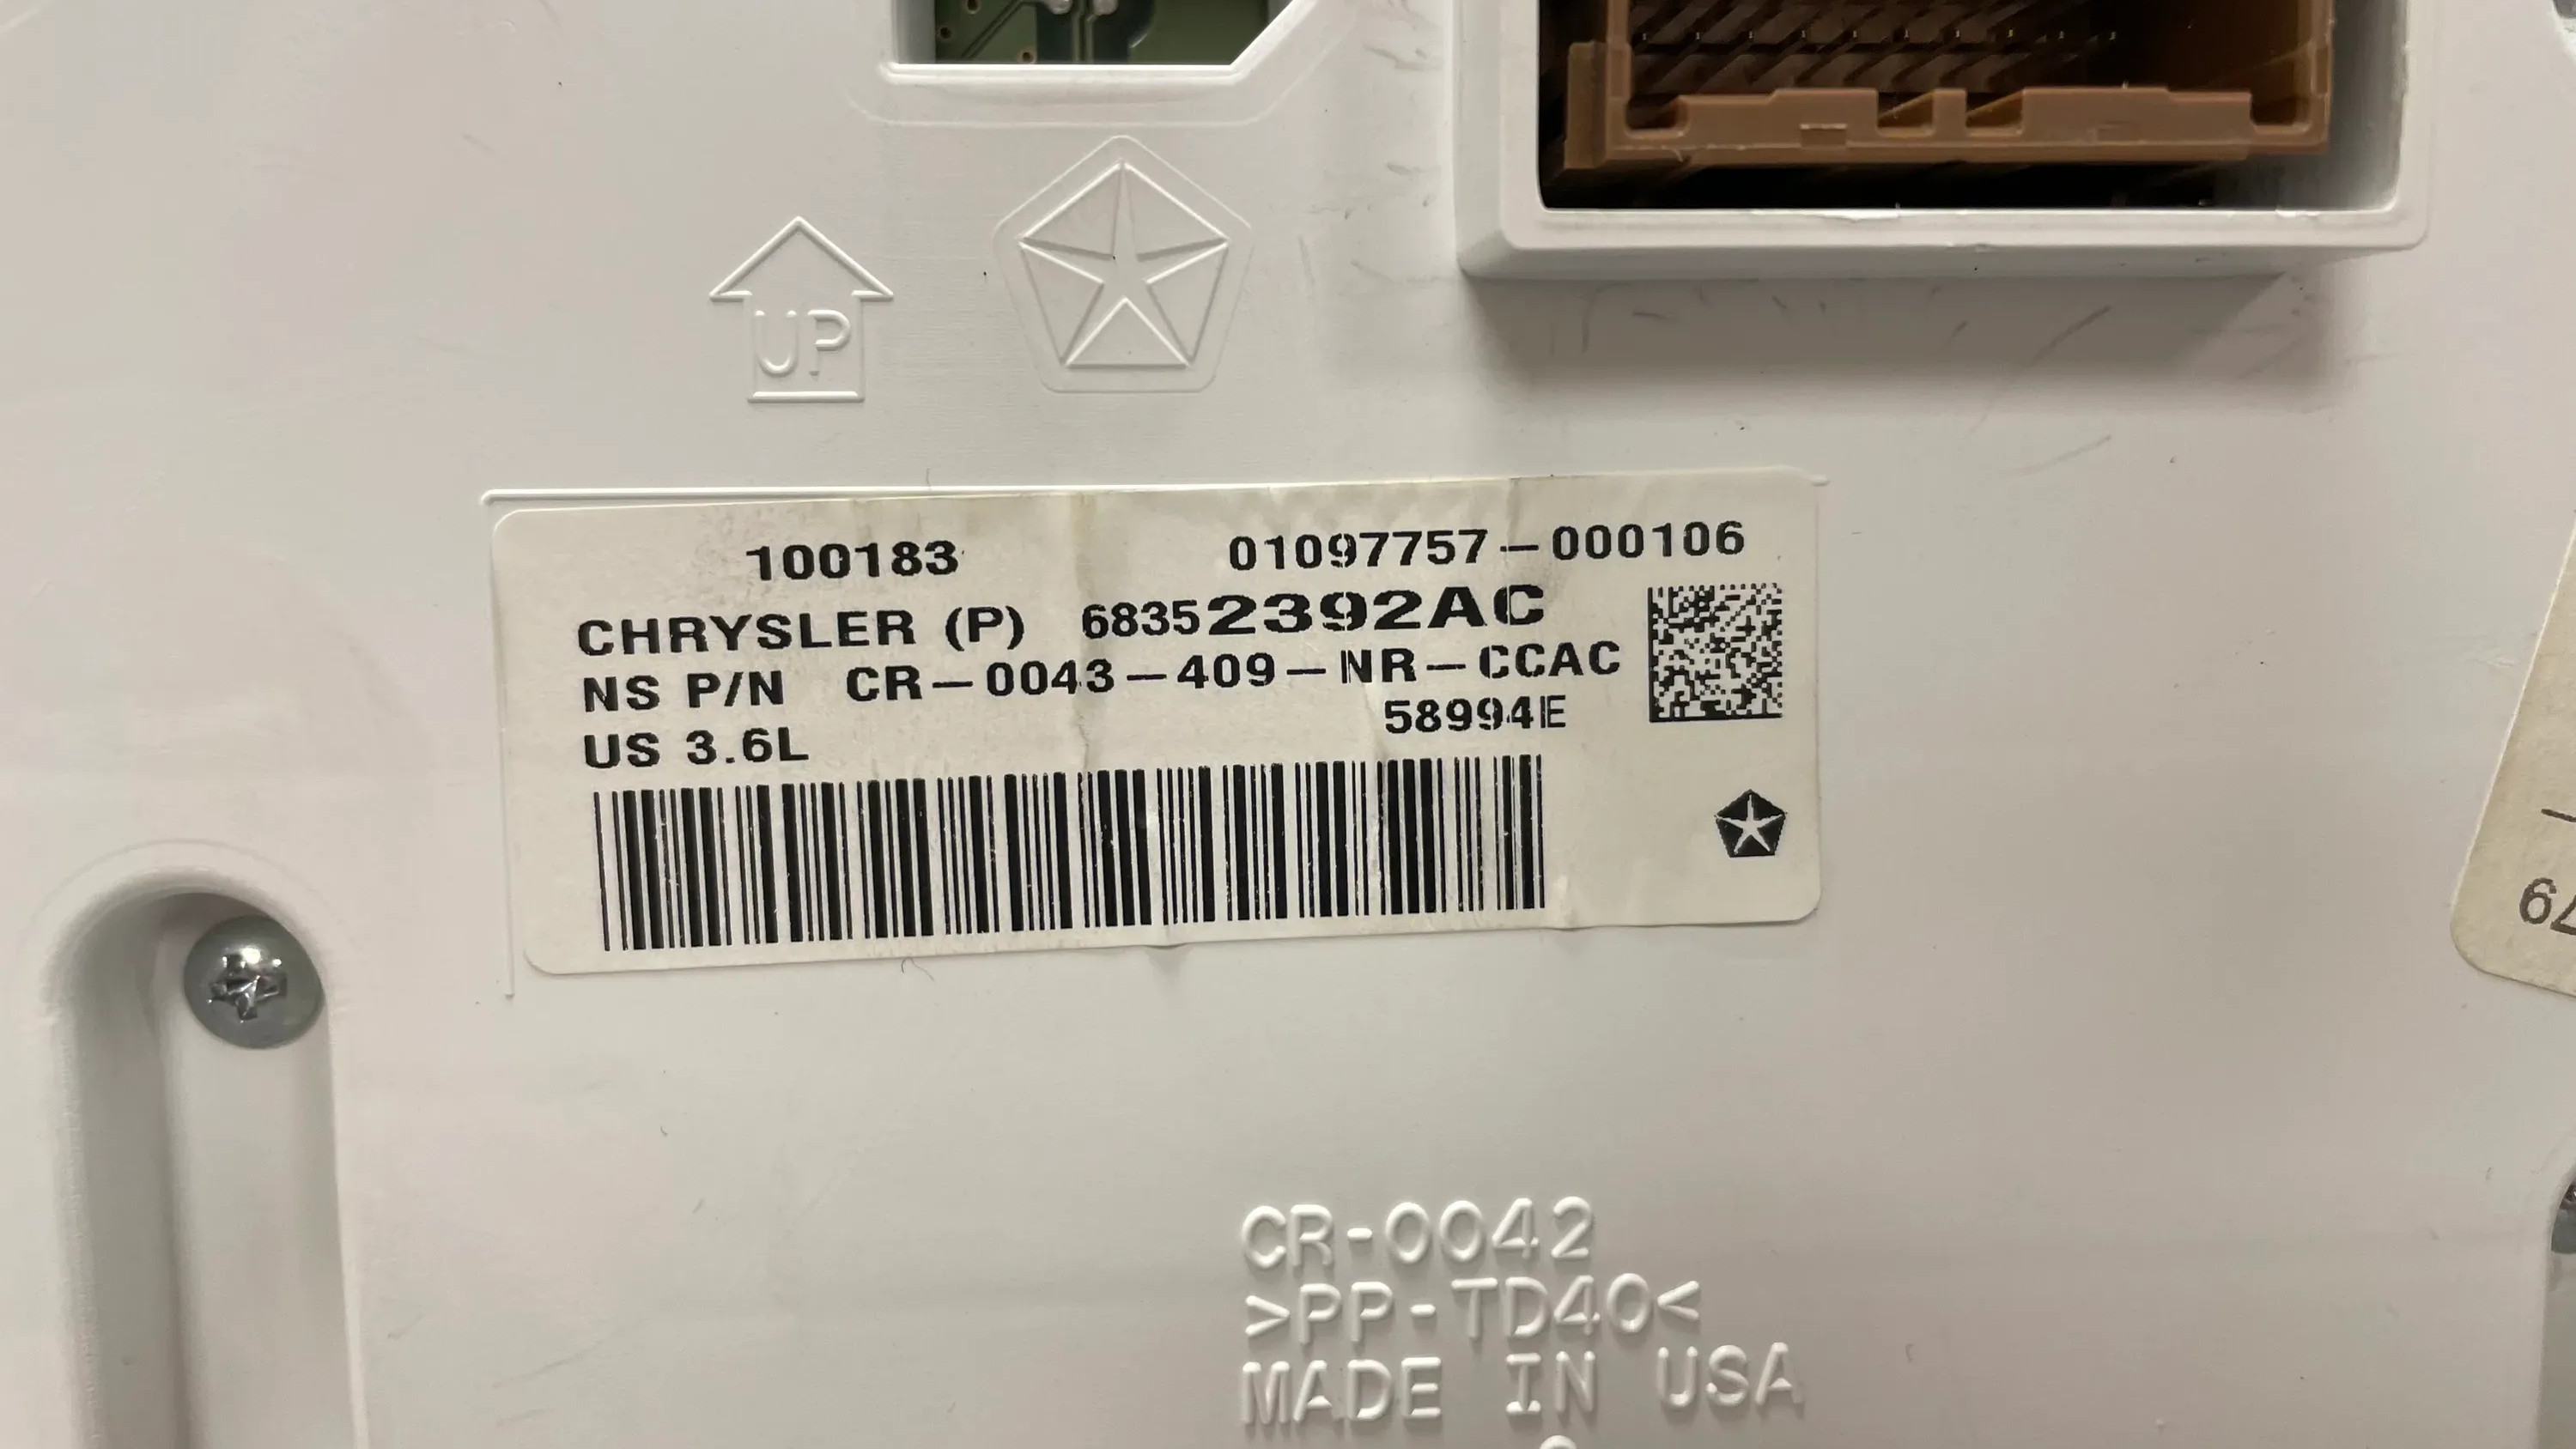 UP
100183 01097757-000106
CHRYSLER (P) 68352392AC
NS P/N CR-0043-409-NR-CCAC
58994E
US 3.6L
CR-0042
>PP-TD40<
MADE IN USA